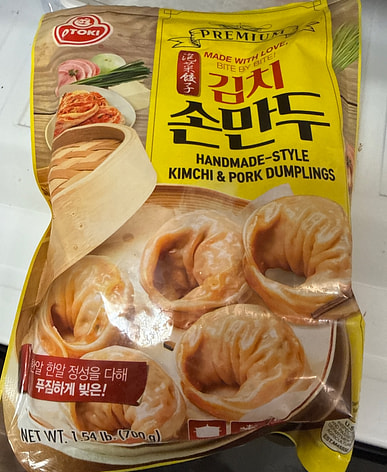 OTOKI
PREMIUM
MADE WITH LOVE,
BITE BY BITE!
泡菜餃子
김치
손만두
HANDMADE-STYLE
KIMCHI & PORK DUMPLINGS
한알 한알 정성을 다해
푸짐하게 빚은!
NET WT. 1.54 lb. (700 g)